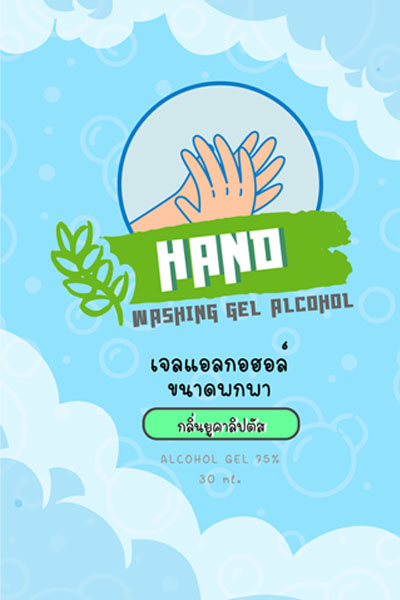 HAND
WASHING GEL ALCOHOL
เจลแอลกอฮอล์
ขนาดพกพา
กลิ่นยูคาลิปตัส
ALCOHOL GEL 75%
30 ml.